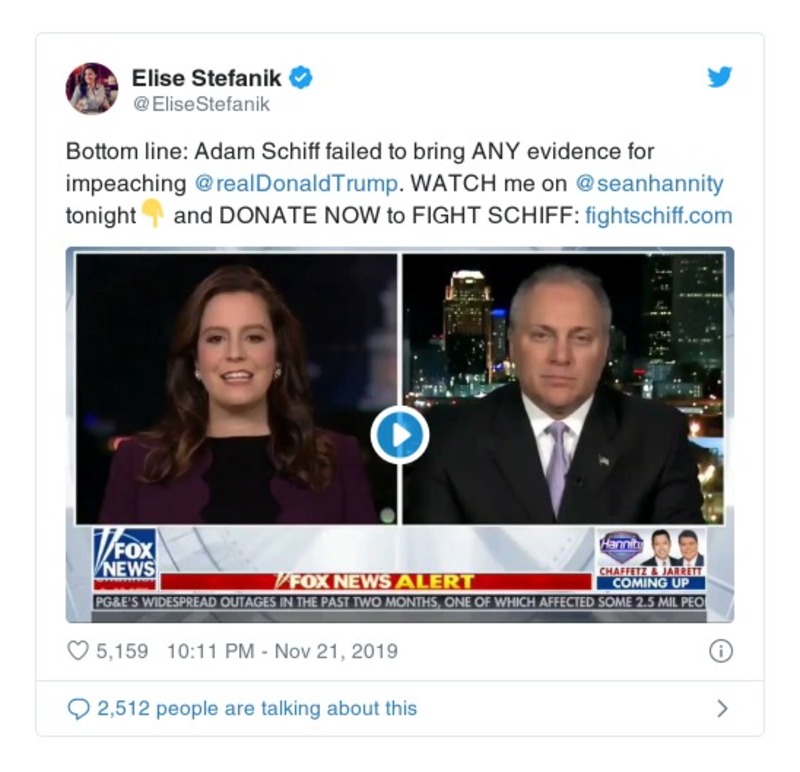 Elise Stefanik
@EliseStefanik
Bottom line: Adam Schiff failed to bring ANY evidence for
impeaching @realDonaldTrump. WATCH me on @seanhannity
tonight👇 and DONATE NOW to FIGHT SCHIFF: fightschiff.com
FOX
NEWS
Hannity
CHAFFETZ & JARRETT
COMING UP
FOX NEWS ALERT
PG&E'S WIDESPREAD OUTAGES IN THE PAST TWO MONTHS, ONE OF WHICH AFFECTED SOME 2.5 MIL PEO
5,159 10:11 PM - Nov 21, 2019
2,512 people are talking about this